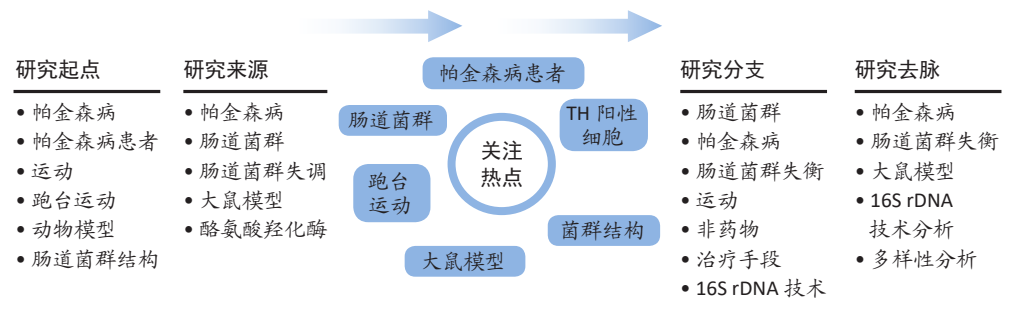 研究起点
• 帕金森病
• 帕金森病患者
• 运动
• 跑台运动
• 动物模型
• 肠道菌群结构
研究来源
• 帕金森病
• 肠道菌群
• 肠道菌群失调
• 大鼠模型
• 酪氨酸羟化酶
帕金森病患者
肠道菌群
TH 阳性
细胞
关注
热点
跑台
运动
菌群结构
大鼠模型
研究分支
• 肠道菌群
• 帕金森病
• 肠道菌群失衡
• 运动
• 非药物
• 治疗手段
• 16S rDNA 技术
研究去脉
• 帕金森病
• 肠道菌群失衡
• 大鼠模型
• 16S rDNA
技术分析
• 多样性分析